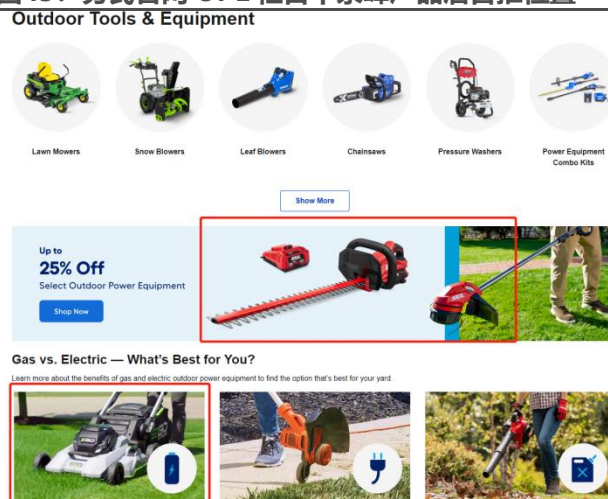 Outdoor Tools & Equipment
Lawn Mowers
Snow Blowers
Leaf Blowers
Chainsaws
Pressure Washers
Power Equipment
Combo Kits
Show More
Up to
25% Off
Select Outdoor Power Equipment
Shop Now
Gas vs. Electric — What's Best for You?
Learn more about the benefits of gas and electric outdoor power equipment to find the option that's best for your yard.
EGO